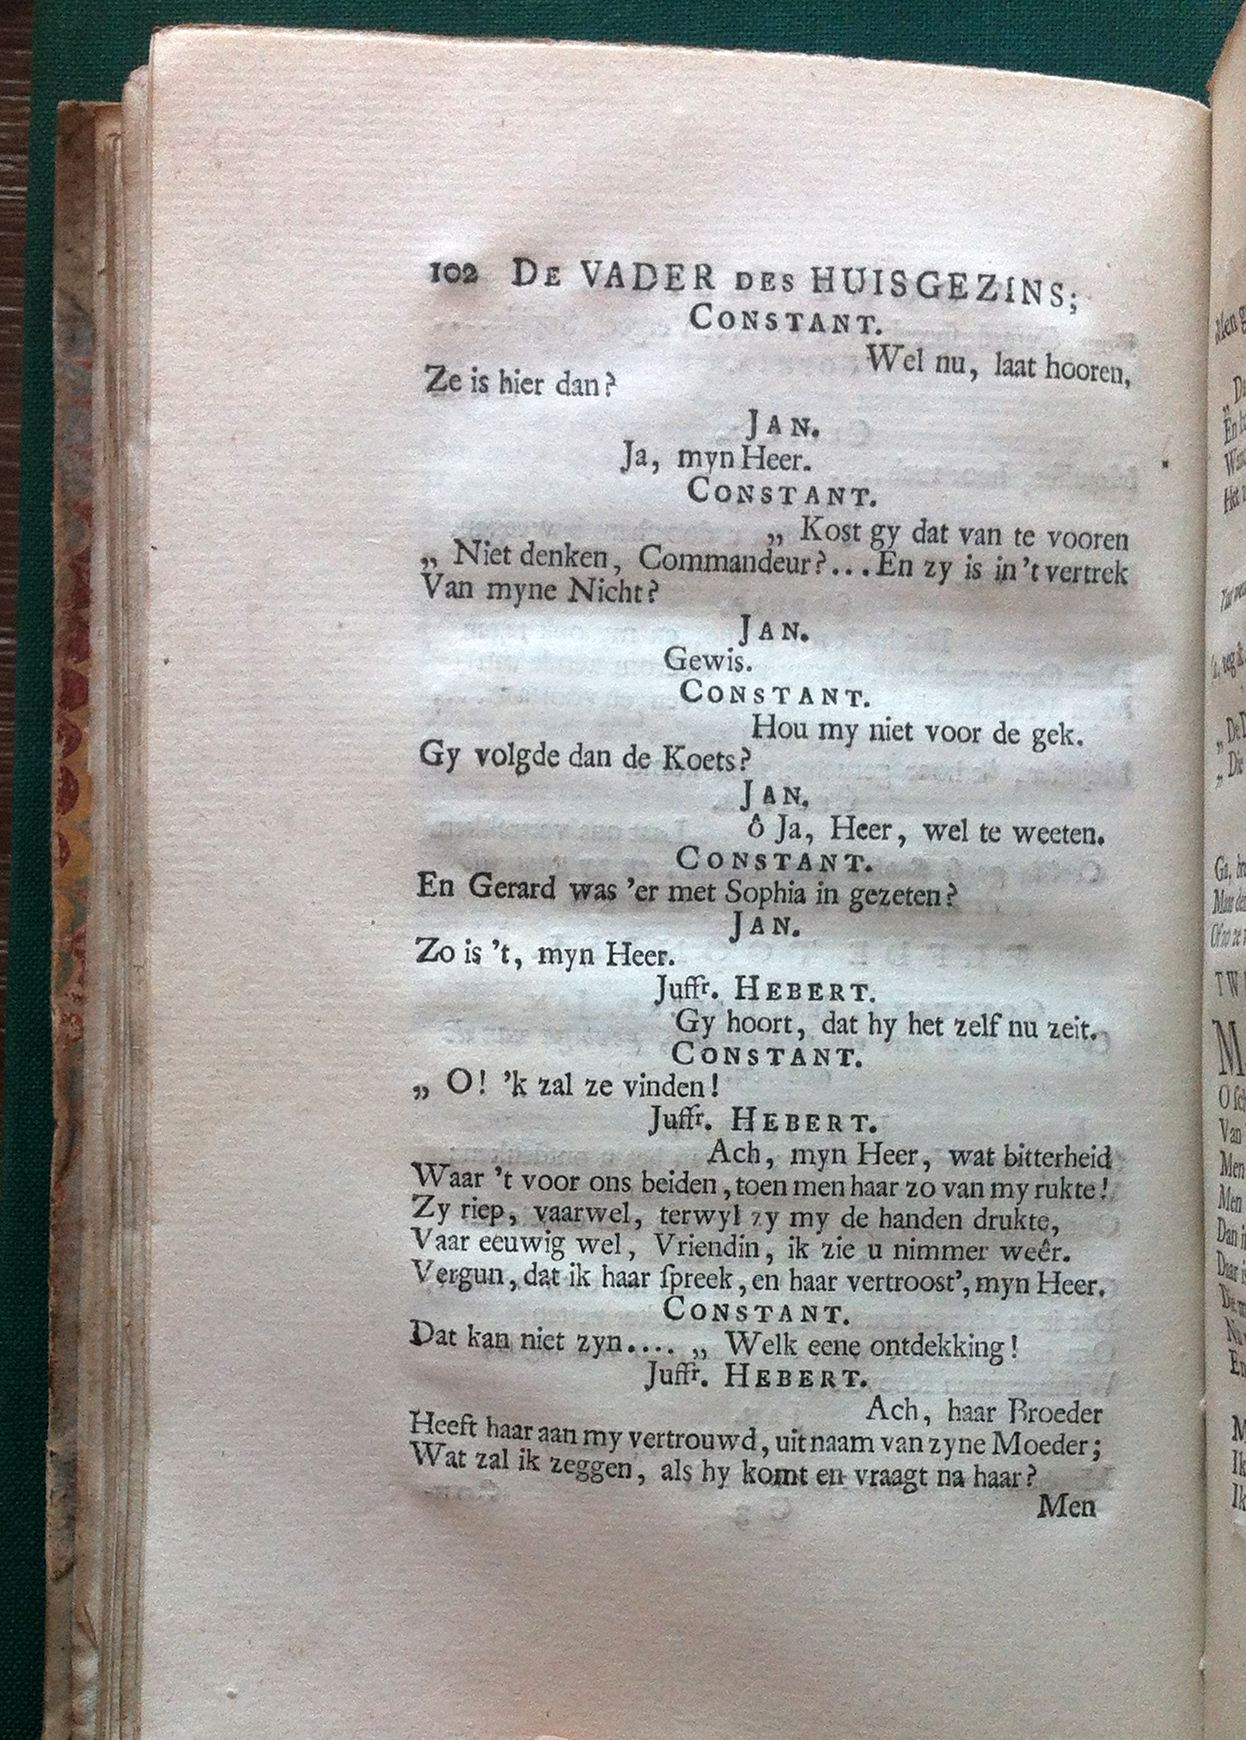 102 DE VADER DES HUISGEZINS;
CONSTANT.
Wel nu, laat hooren,
Ze is hier dan?
JAN.
Ja, myn Heer.
CONSTANT.
„ Kost gy dat van te vooren
„ Niet denken, Commandeur?... En zy is in 't vertrek
Van myne Nicht?
JAN.
Gewis.
CONSTANT.
Hou my niet voor de gek.
Gy volgde dan de Koets?
JAN.
ô Ja, Heer, wel te weeten.
CONSTANT.
En Gerard was 'er met Sophia in gezeten?
JAN.
Zo is 't, myn Heer.
Juffr. HEBERT.
Gy hoort, dat hy het zelf nu zeit.
CONSTANT.
„ O! 'k zal ze vinden!
Juffr. HEBERT.
Ach, myn Heer, wat bitterheid
Waar 't voor ons beiden, toen men haar zo van my rukte!
Zy riep, vaarwel, terwyl zy my de handen drukte,
Vaar eeuwig wel, Vriendin, ik zie u nimmer weêr.
Vergun, dat ik haar spreek, en haar vertroost', myn Heer.
CONSTANT.
Dat kan niet zyn.... „ Welk eene ontdekking!
Juffr. HEBERT.
Ach, haar Broeder
Heeft haar aan my vertrouwd, uit naam van zyne Moeder;
Wat zal ik zeggen, als hy komt en vraagt na haar?
Men